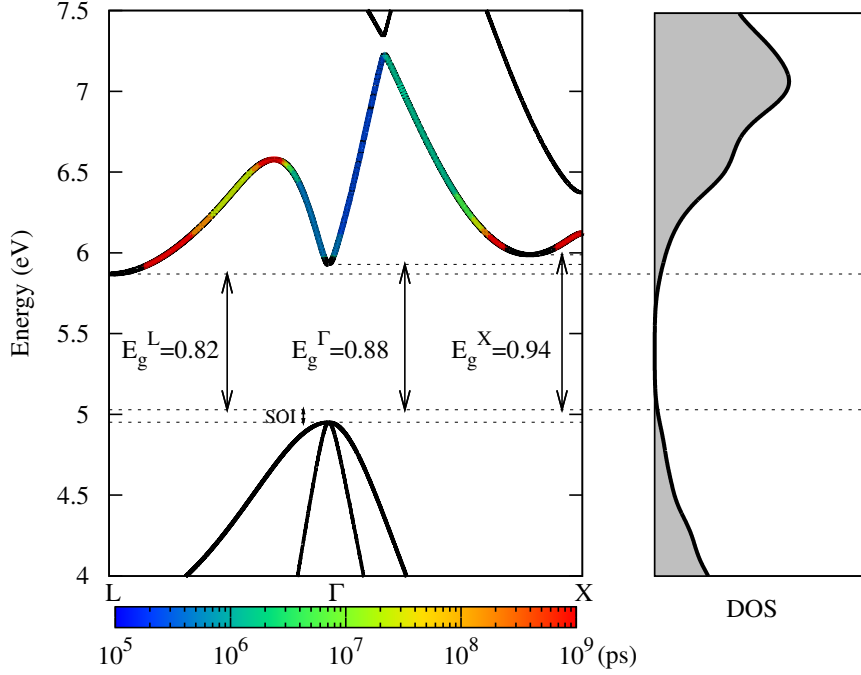 7.5
7
6.5
6
5.5
5
4.5
4
Energy (eV)
E_g^L=0.82
E_g^Γ=0.88
E_g^X=0.94
SOI
L
Γ
X
DOS
10^5
10^6
10^7
10^8
10^9 (ps)